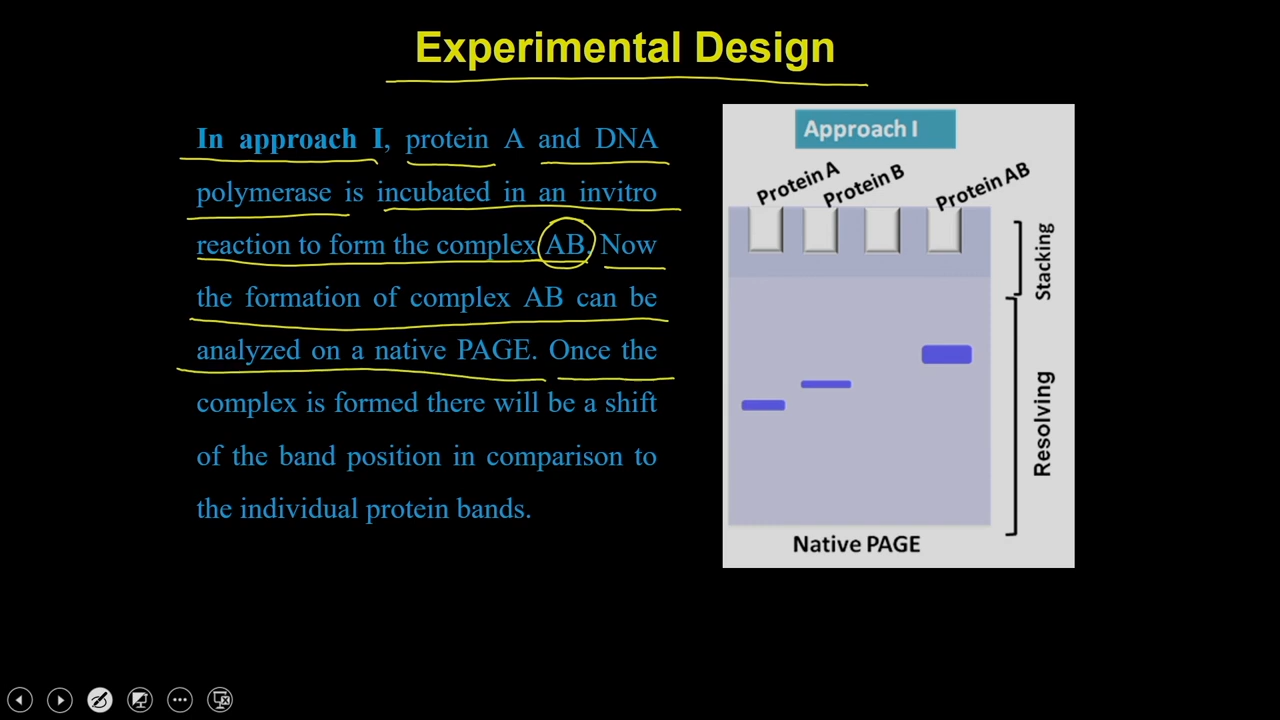 Experimental Design
In approach I, protein A and DNA
polymerase is incubated in an invitro
reaction to form the complex AB. Now
the formation of complex AB can be
analyzed on a native PAGE. Once the
complex is formed there will be a shift
of the band position in comparison to
the individual protein bands.
Approach I
Protein A
Protein B
Protein AB
Stacking
Resolving
Native PAGE